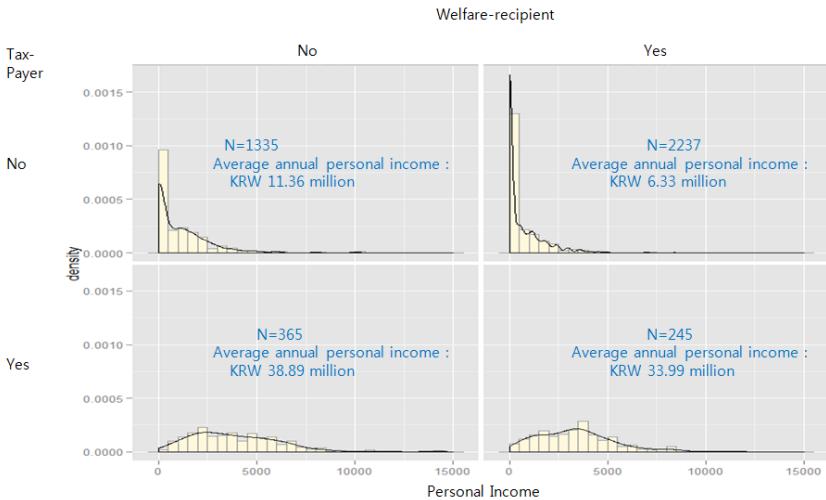 Welfare-recipient
Tax-
Payer
No
Yes
No
0.0015
0.0010
0.0005
0.0000
N=1335
Average annual personal income :
KRW 11.36 million
N=2237
Average annual personal income :
KRW 6.33 million
density
Yes
0.0015
0.0010
0.0005
0.0000
N=365
Average annual personal income :
KRW 38.89 million
N=245
Average annual personal income :
KRW 33.99 million
0
5000
10000
15000
0
5000
10000
15000
Personal Income